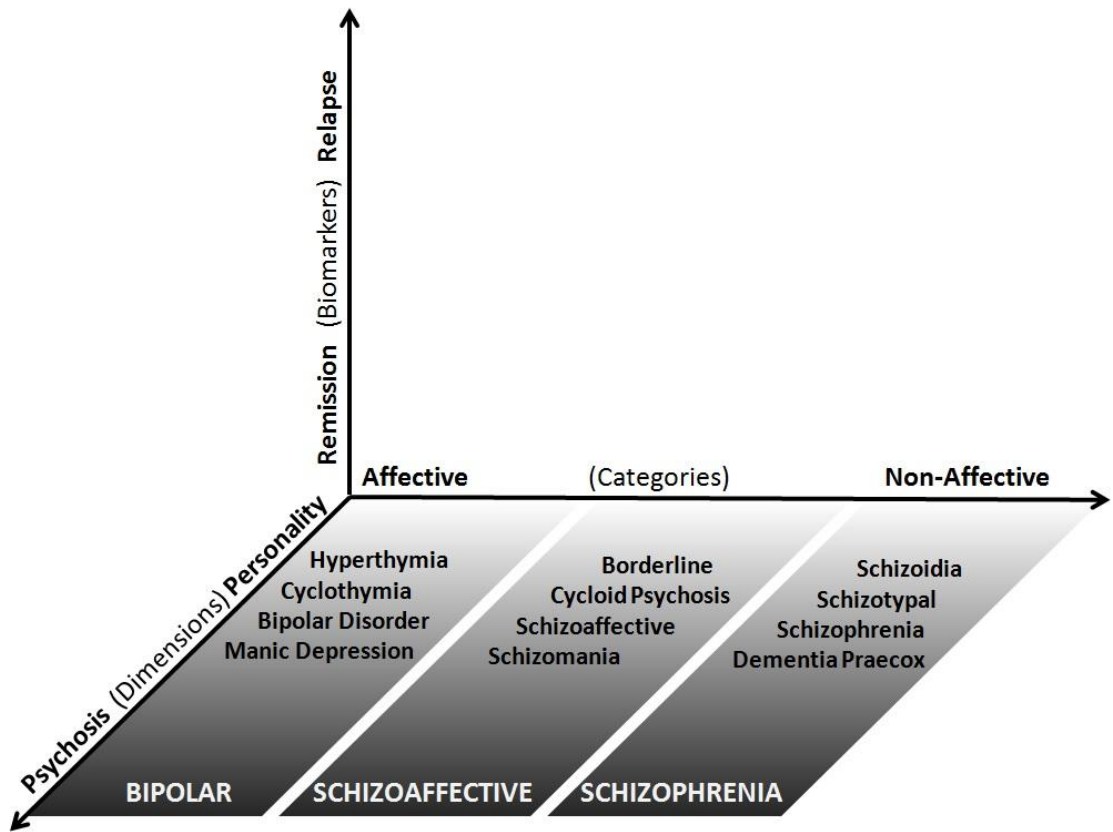 Remission (Biomarkers) Relapse
Affective (Categories) Non-Affective
Psychosis (Dimensions) Personality
Hyperthymia
Cyclothymia
Bipolar Disorder
Manic Depression
BIPOLAR
Borderline
Cycloid Psychosis
Schizoaffective
Schizomania
SCHIZOAFFECTIVE
Schizoidia
Schizotypal
Schizophrenia
Dementia Praecox
SCHIZOPHRENIA